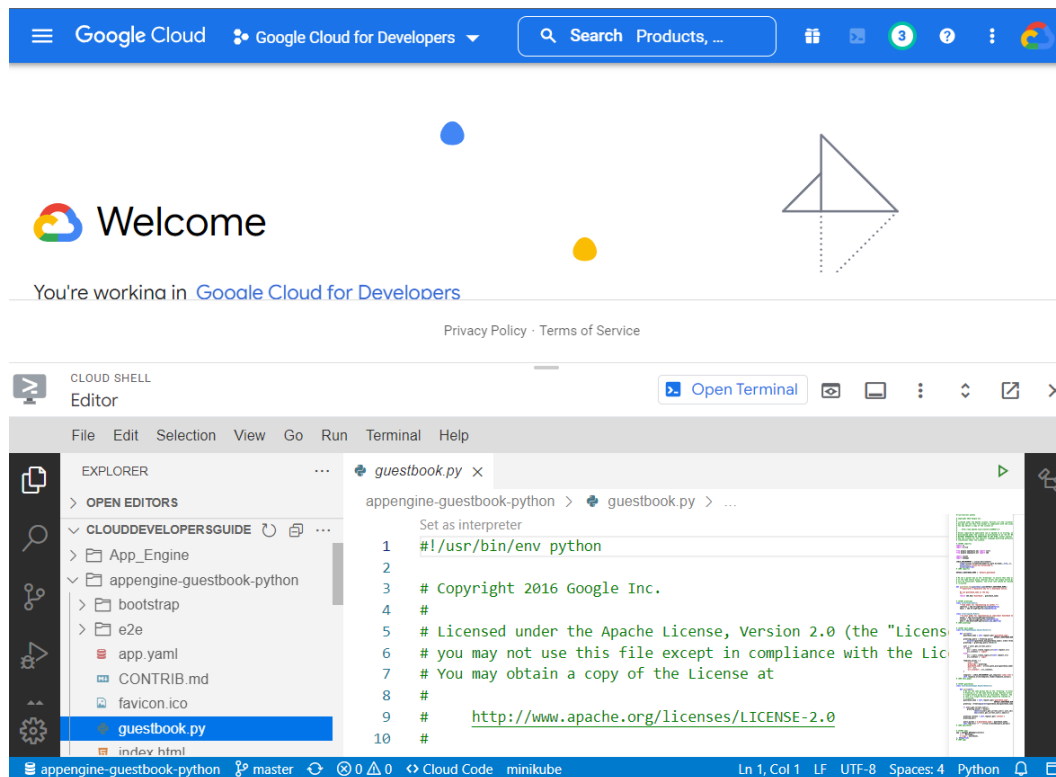 Google Cloud
Google Cloud for Developers
Search Products, ...
3
?
Welcome
You're working in Google Cloud for Developers
Privacy Policy · Terms of Service
CLOUD SHELL
Editor
Open Terminal
File Edit Selection View Go Run Terminal Help
EXPLORER
OPEN EDITORS
CLOUDDEVELOPERSGUIDE
App_Engine
appengine-guestbook-python
bootstrap
e2e
app.yaml
CONTRIB.md
favicon.ico
guestbook.py
index.html
guestbook.py
appengine-guestbook-python > guestbook.py > ...
Set as interpreter
1 #!/usr/bin/env python
2
3 # Copyright 2016 Google Inc.
4 #
5 # Licensed under the Apache License, Version 2.0 (the "Licens
6 # you may not use this file except in compliance with the Lic
7 # You may obtain a copy of the License at
8 #
9 # http://www.apache.org/licenses/LICENSE-2.0
10 #
appengine-guestbook-python master 0 0 Cloud Code minikube Ln 1, Col 1 LF UTF-8 Spaces: 4 Python